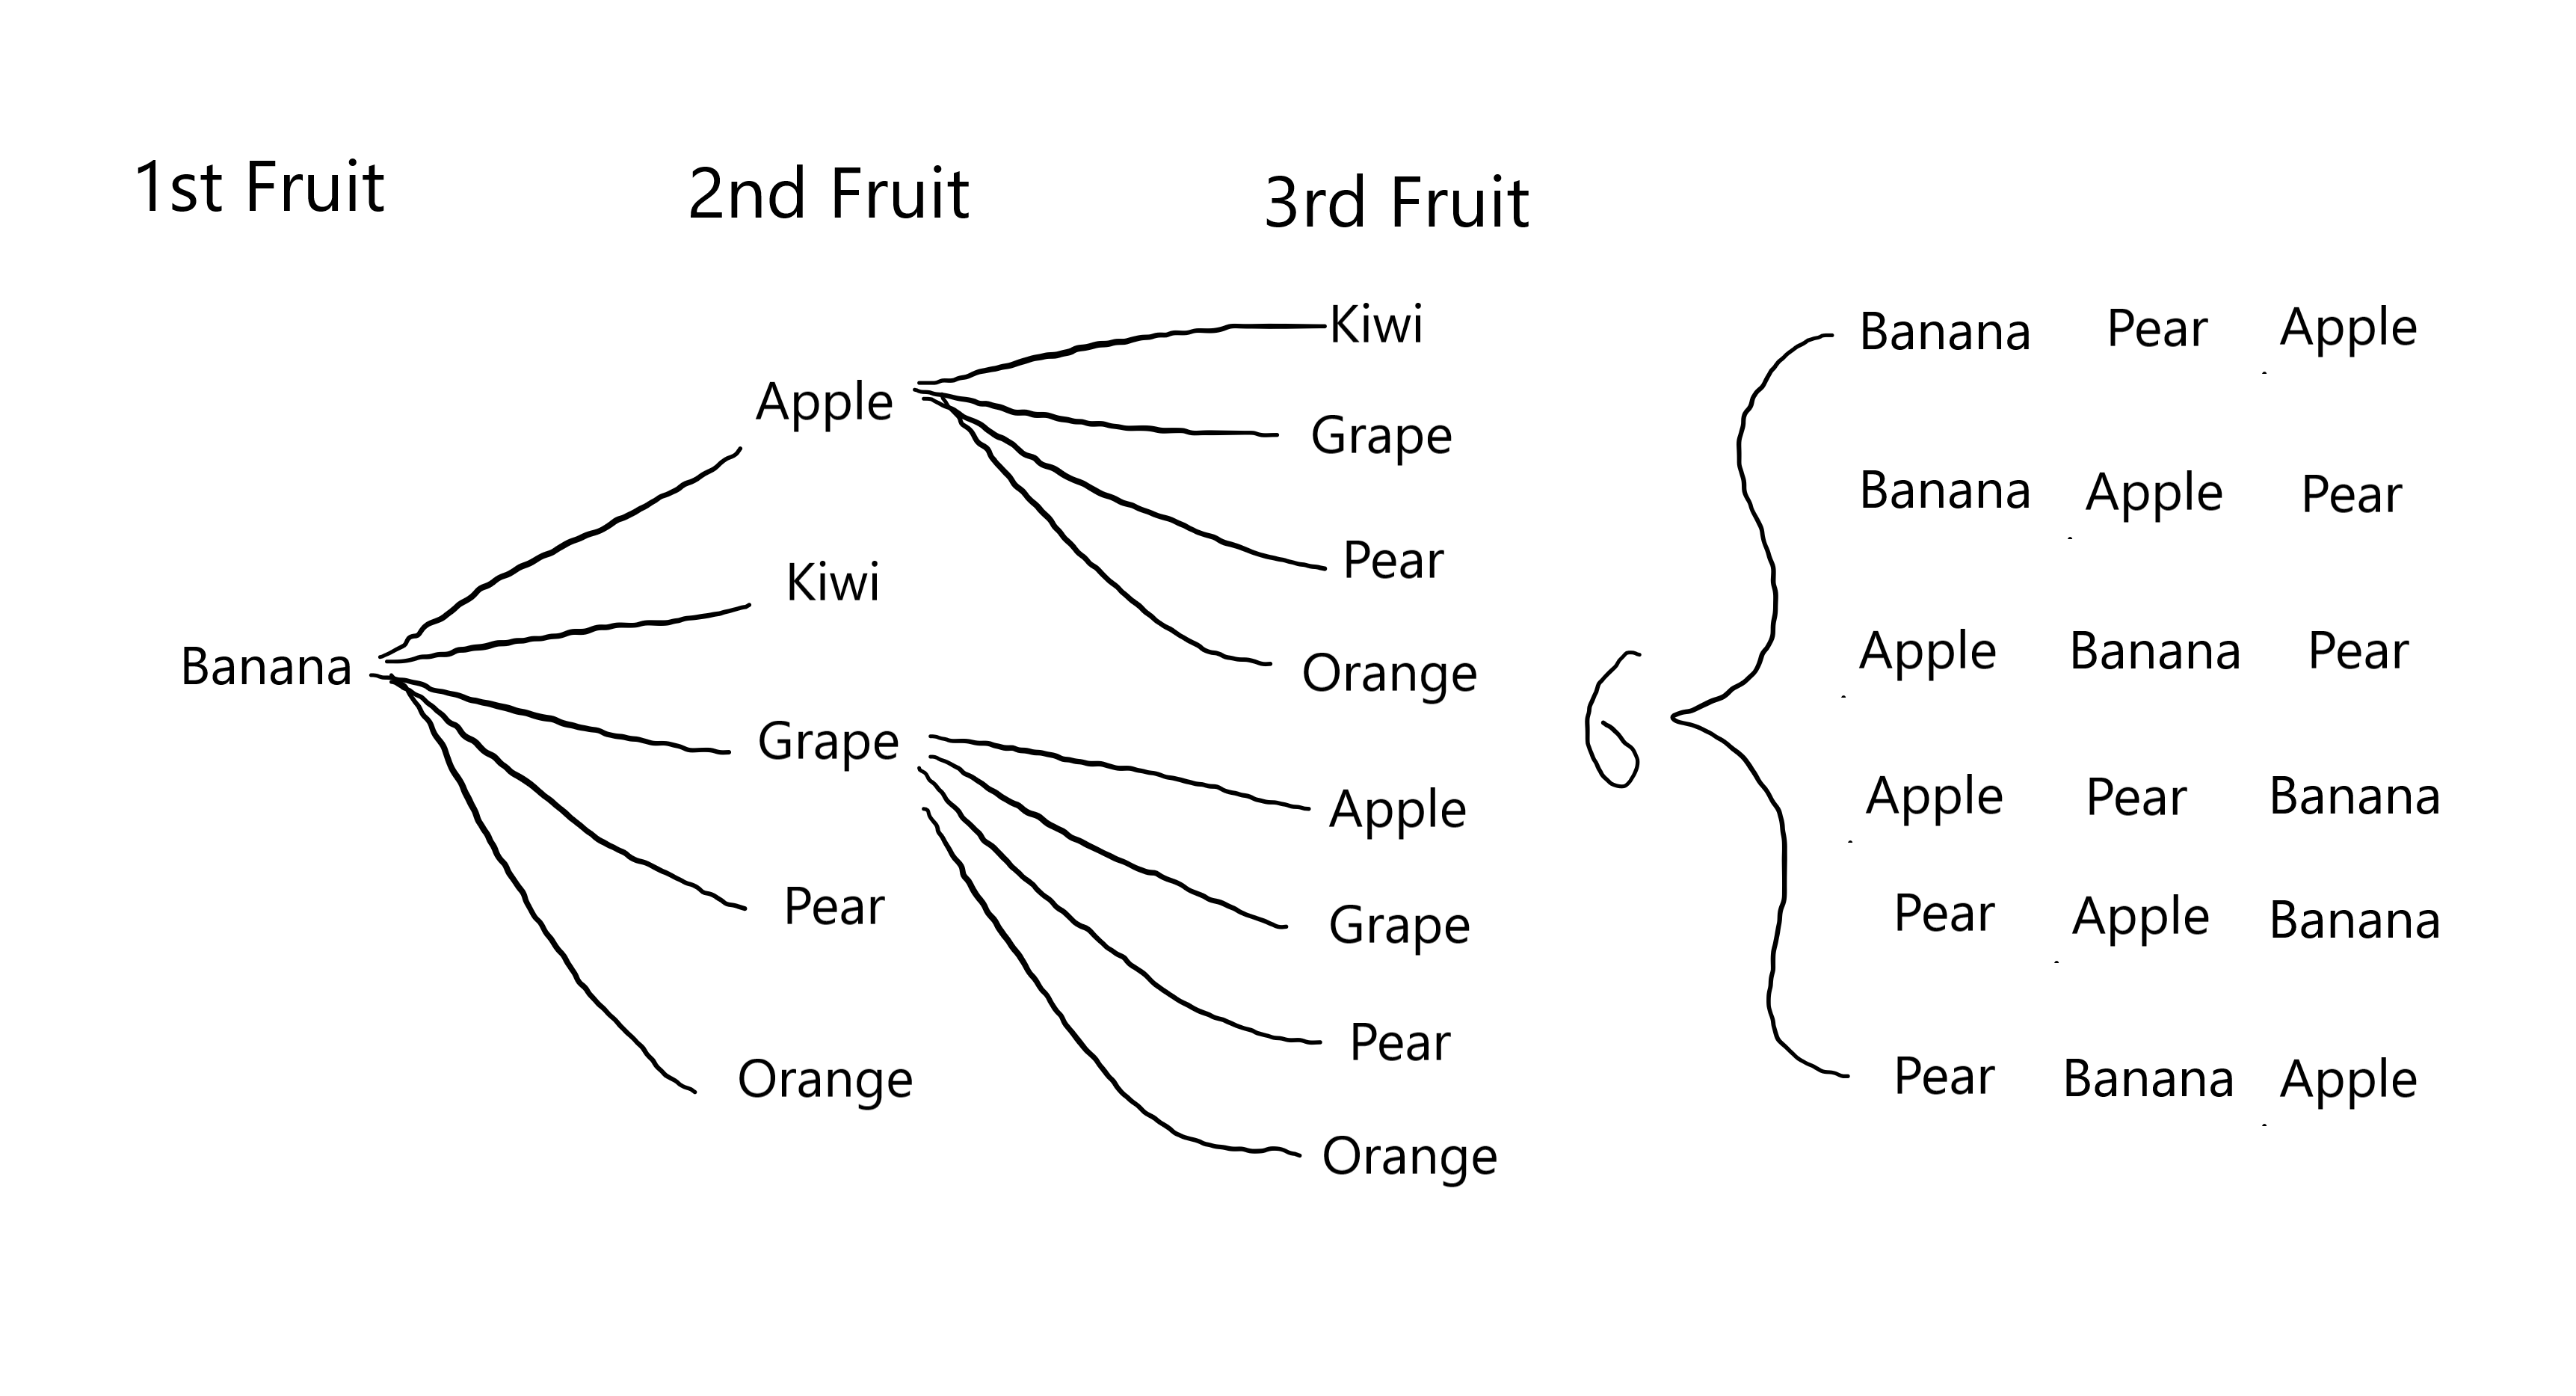 1st Fruit 2nd Fruit 3rd Fruit
Banana
Apple
Kiwi
Grape
Pear
Orange
Kiwi
Grape
Pear
Orange
Apple
Grape
Pear
Orange
6
Banana Pear Apple
Banana Apple Pear
Apple Banana Pear
Apple Pear Banana
Pear Apple Banana
Pear Banana Apple